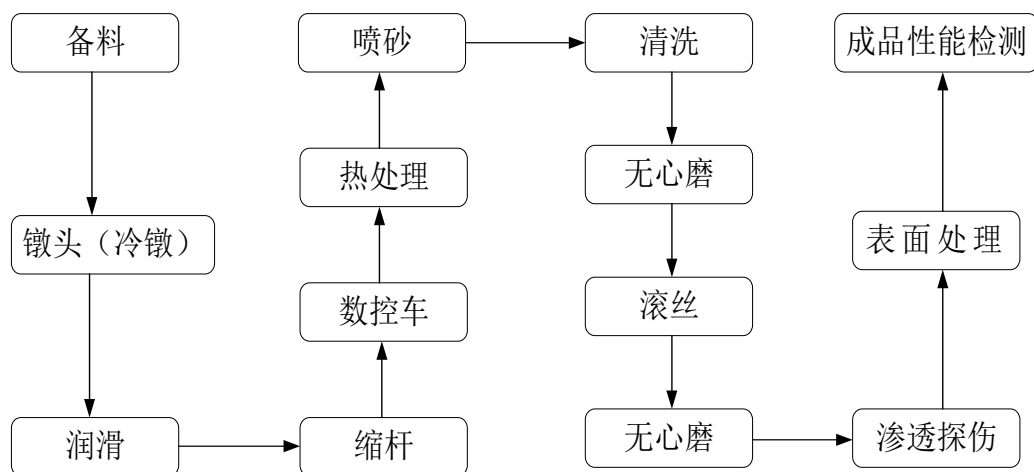 备料
镦头（冷镦）
润滑
缩杆
数控车
热处理
喷砂
清洗
无心磨
滚丝
无心磨
渗透探伤
表面处理
成品性能检测